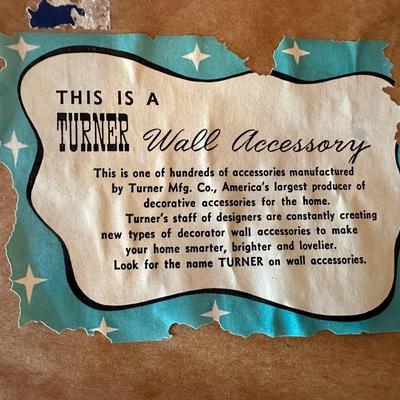 THIS IS A
TURNER Wall Accessory
This is one of hundreds of accessories manufactured
by Turner Mfg. Co., America's largest producer of
decorative accessories for the home.
Turner's staff of designers are constantly creating
new types of decorator wall accessories to make
your home smarter, brighter and lovelier.
Look for the name TURNER on wall accessories.